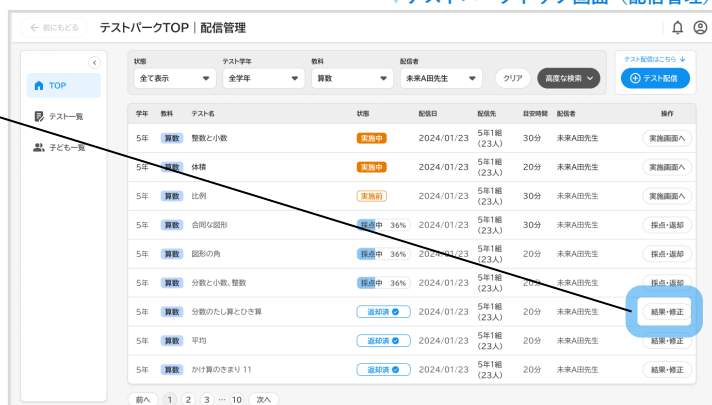 ▼テストパークトップ画面（配信管理）
← 前にもどる テストパークTOP｜配信管理
TOP
テスト一覧
子ども一覧
状態 テスト学年 教科 配信者
全て表示 全学年 算数 未来A田先生 クリア 高度な検索
テスト配信はこちら ↓
テスト配信
学年 教科 テスト名 状態 配信日 配信先 目安時間 配信者 操作
5年 算数 整数と小数 実施中 2024/01/23 5年1組 (23人) 30分 未来A田先生 実施画面へ
5年 算数 体積 実施中 2024/01/23 5年1組 (23人) 20分 未来A田先生 実施画面へ
5年 算数 比例 実施前 2024/01/23 5年1組 (23人) 30分 未来A田先生 実施画面へ
5年 算数 合同な図形 採点中 36% 2024/01/23 5年1組 (23人) 30分 未来A田先生 採点・返却
5年 算数 図形の角 採点中 36% 2024/01/23 5年1組 (23人) 20分 未来A田先生 採点・返却
5年 算数 分数と小数、整数 採点中 36% 2024/01/23 5年1組 (23人) 20分 未来A田先生 採点・返却
5年 算数 分数のたし算とひき算 返却済 2024/01/23 5年1組 (23人) 20分 未来A田先生 結果・修正
5年 算数 平均 返却済 2024/01/23 5年1組 (23人) 20分 未来A田先生 結果・修正
5年 算数 かけ算のきまり 11 返却済 2024/01/23 5年1組 (23人) 20分 未来A田先生 結果・修正
前へ 1 2 3 … 10 次へ